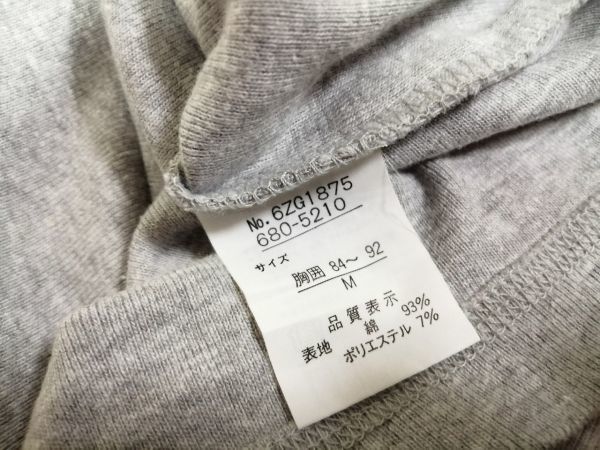 No.6ZG1875
680-5210
サイズ
胸囲 84〜 92
M
品質表示
表地 綿 93%
ポリエステル 7%